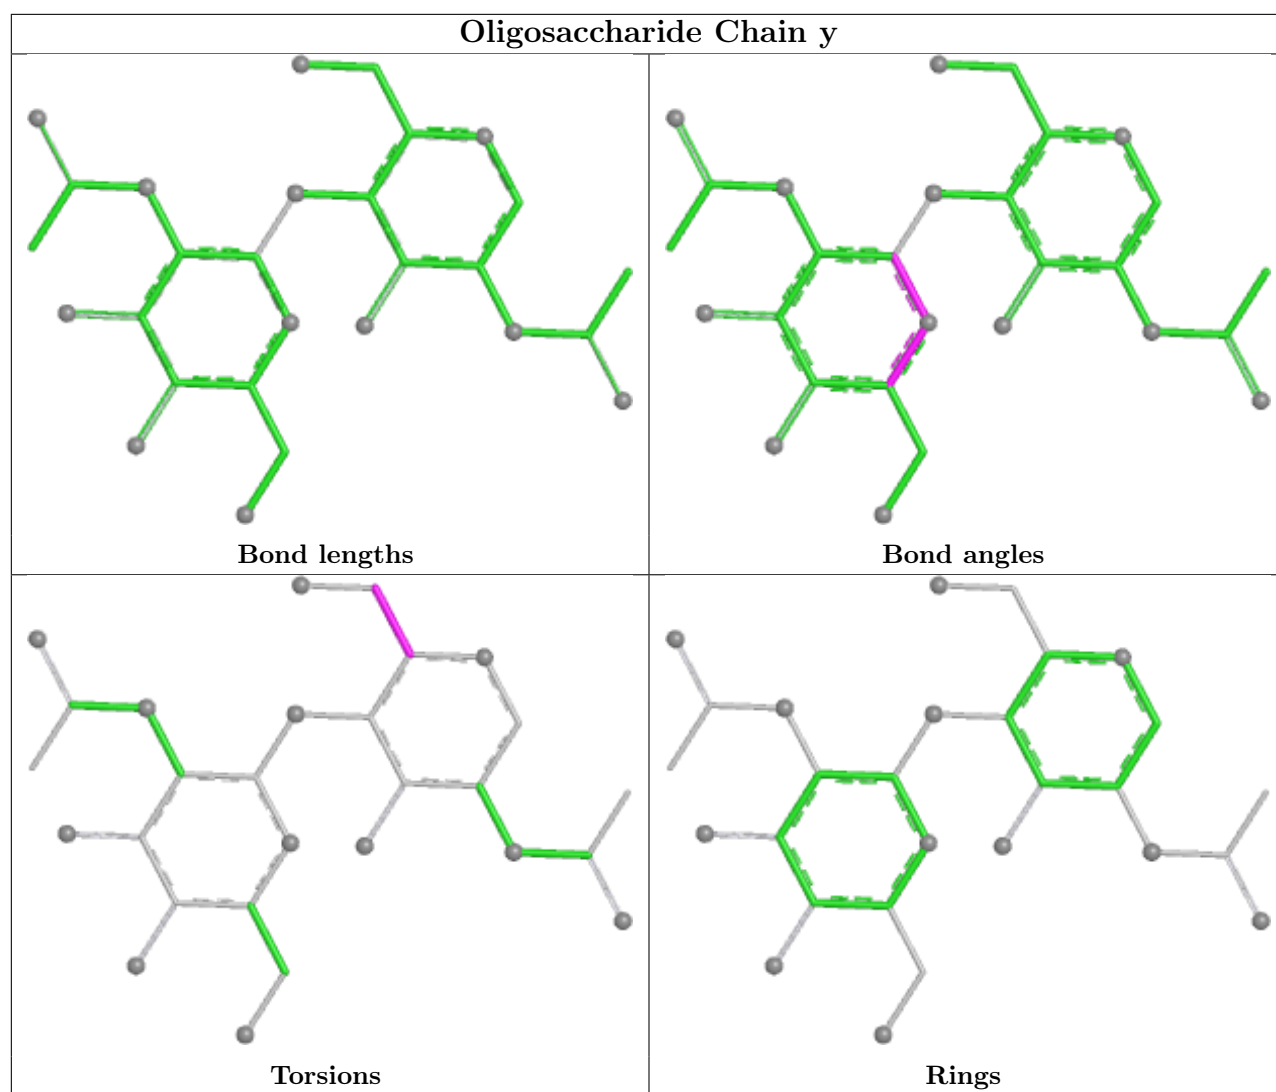 Oligosaccharide Chain y
Bond lengths
Bond angles
Torsions
Rings